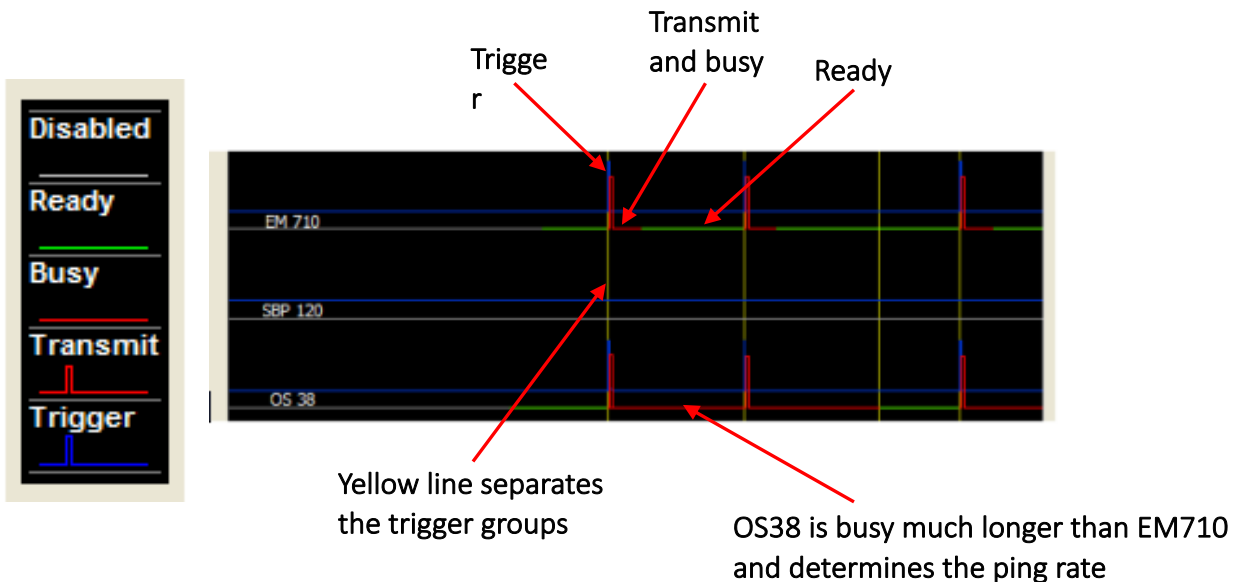 Transmit
and busy
Trigge
r
Ready
Disabled
Ready
Busy
Transmit
Trigger
EM 710
SBP 120
OS 38
Yellow line separates
the trigger groups
OS38 is busy much longer than EM710
and determines the ping rate